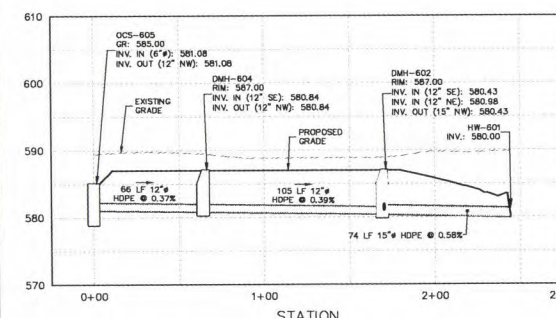 610
600
590
580
570
OCS-605
GR: 585.00
INV. IN (6"ø): 581.08
INV. OUT (12" NW): 581.08
DMH-604
RIM: 587.00
INV. IN (12" SE): 580.84
INV. OUT (12" NW): 580.84
DMH-602
RIM: 587.00
INV. IN (12" SE): 580.43
INV. IN (12" NE): 580.98
INV. OUT (15" NW): 580.43
HW-601
INV.: 580.00
EXISTING
GRADE
PROPOSED
GRADE
66 LF 12"ø
HDPE @ 0.37%
105 LF 12"ø
HDPE @ 0.39%
74 LF 15"ø HDPE @ 0.58%
0+00
1+00
2+00
2
STATION